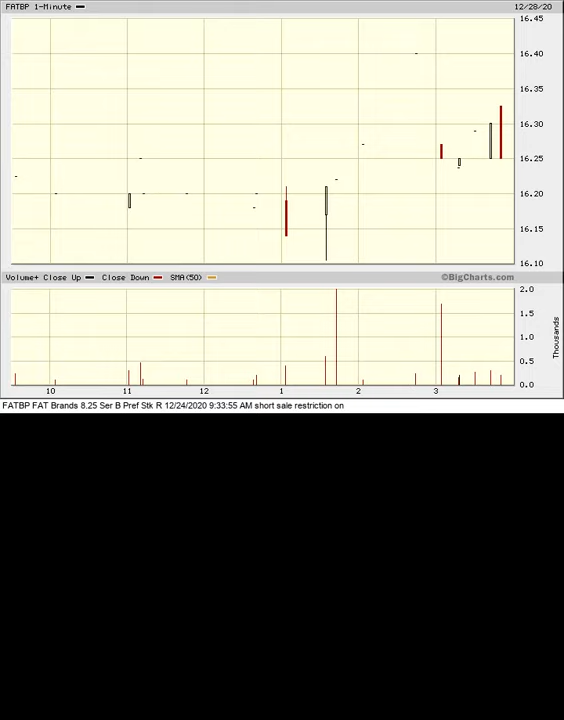 FATBP 1-Minute 12/28/20
16.45
16.40
16.35
16.30
16.25
16.20
16.15
16.10
Volume+ Close Up Close Down SMA(50) ©BigCharts.com
2.0
1.5
1.0
0.5
0.0
Thousands
10 11 12 1 2 3
FATBP FAT Brands 8.25 Ser B Pref Stk R 12/24/2020 9:33:55 AM short sale restriction on